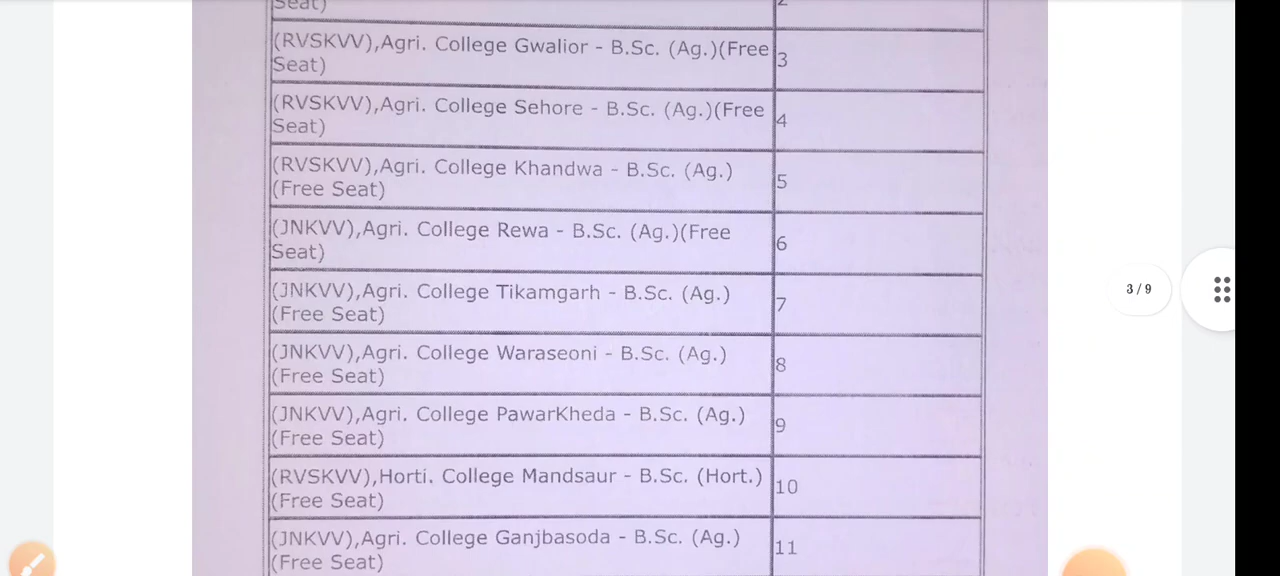 Seat)
2
(RVSKVV),Agri. College Gwalior - B.Sc. (Ag.)(Free
Seat)
3
(RVSKVV),Agri. College Sehore - B.Sc. (Ag.)(Free
Seat)
4
(RVSKVV),Agri. College Khandwa - B.Sc. (Ag.)
(Free Seat)
5
(JNKVV),Agri. College Rewa - B.Sc. (Ag.)(Free
Seat)
6
(JNKVV),Agri. College Tikamgarh - B.Sc. (Ag.)
(Free Seat)
7
(JNKVV),Agri. College Waraseoni - B.Sc. (Ag.)
(Free Seat)
8
(JNKVV),Agri. College PawarKheda - B.Sc. (Ag.)
(Free Seat)
9
(RVSKVV),Horti. College Mandsaur - B.Sc. (Hort.)
(Free Seat)
10
(JNKVV),Agri. College Ganjbasoda - B.Sc. (Ag.)
(Free Seat)
11
3 / 9